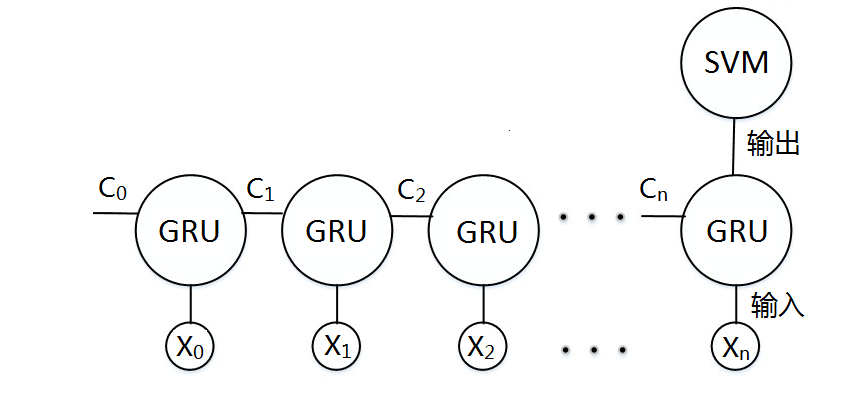 SVM
输出
C₀ C₁ C₂ Cₙ
GRU GRU GRU GRU
输入
X₀ X₁ X₂ Xₙ